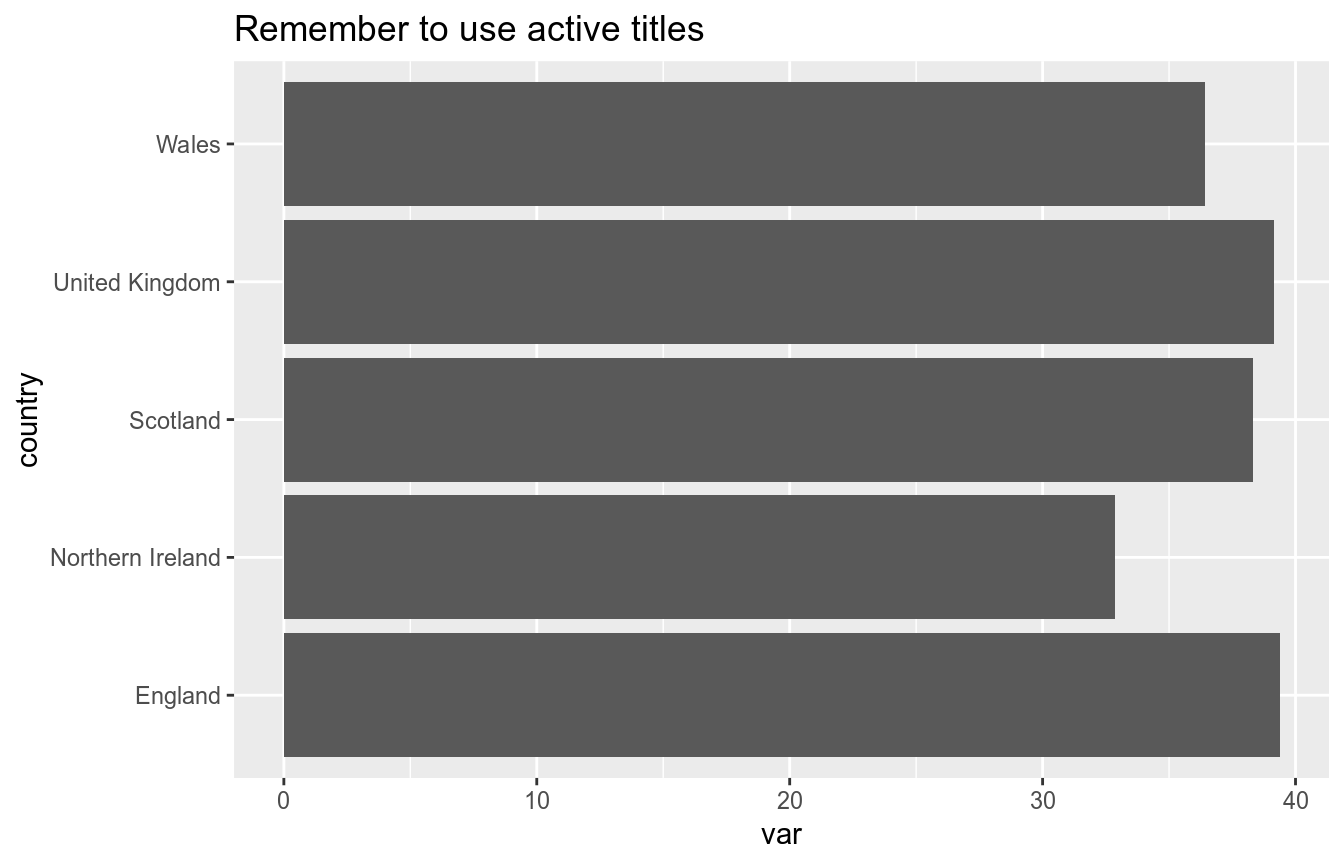 Remember to use active titles
Wales
United Kingdom
Scotland
Northern Ireland
England
country
0 10 20 30 40
var